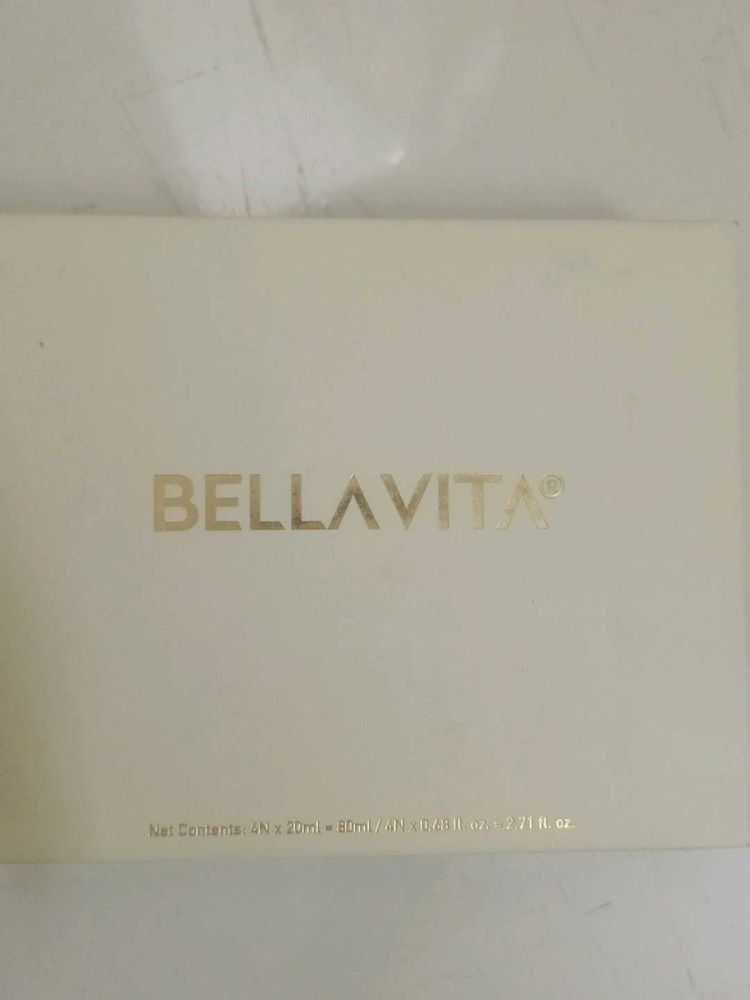 BELLAVITA®
Net Contents: 4N x 20ml = 80ml / 4N x 0.68 fl. oz. = 2.71 fl. oz.